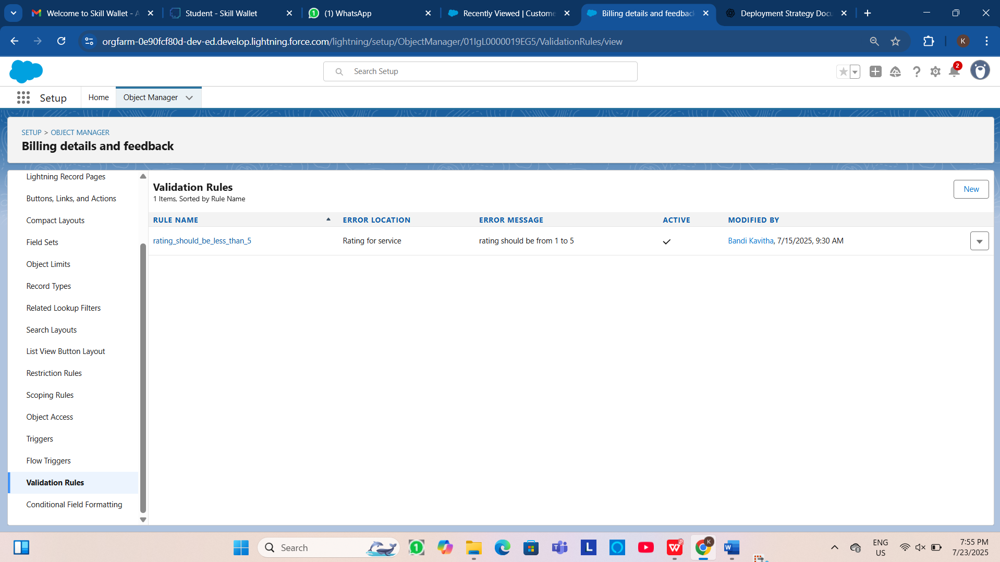 Welcome to Skill Wallet - A
Student - Skill Wallet
(1) WhatsApp
Recently Viewed | Custome
Billing details and feedback
Deployment Strategy Docu
orgfarm-0e90fcf80d-dev-ed.develop.lightning.force.com/lightning/setup/ObjectManager/01IgL0000019EG5/ValidationRules/view
K
Search Setup
2
Setup
Home
Object Manager
SETUP > OBJECT MANAGER
Billing details and feedback
Lightning Record Pages
Buttons, Links, and Actions
Compact Layouts
Field Sets
Object Limits
Record Types
Related Lookup Filters
Search Layouts
List View Button Layout
Restriction Rules
Scoping Rules
Object Access
Triggers
Flow Triggers
Validation Rules
Conditional Field Formatting
Validation Rules
1 Items, Sorted by Rule Name
New
RULE NAME ERROR LOCATION ERROR MESSAGE ACTIVE MODIFIED BY
rating_should_be_less_than_5 Rating for service rating should be from 1 to 5 Bandi Kavitha, 7/15/2025, 9:30 AM
Search
ENG
US
7:55 PM
7/23/2025